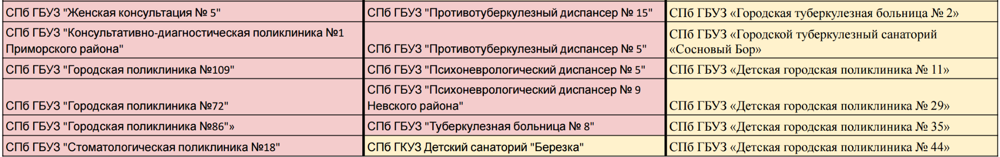 СПб ГБУЗ "Женская консультация № 5"
СПб ГБУЗ "Противотуберкулезный диспансер № 15"
СПб ГБУЗ «Городская туберкулезная больница № 2»
СПб ГБУЗ "Консультативно-диагностическая поликлиника №1
Приморского района"
СПб ГБУЗ "Противотуберкулезный диспансер № 5"
СПб ГБУЗ «Городской туберкулезный санаторий
«Сосновый Бор»
СПб ГБУЗ "Городская поликлиника №109"
СПб ГБУЗ "Психоневрологический диспансер № 5"
СПб ГБУЗ «Детская городская поликлиника № 11»
СПб ГБУЗ "Городская поликлиника №72"
СПб ГБУЗ "Психоневрологический диспансер № 9
Невского района"
СПб ГБУЗ «Детская городская поликлиника № 29»
СПб ГБУЗ "Городская поликлиника №86"»
СПб ГБУЗ "Туберкулезная больница № 8"
СПб ГБУЗ «Детская городская поликлиника № 35»
СПб ГБУЗ "Стоматологическая поликлиника №18"
СПб ГКУЗ Детский санаторий "Березка"
СПб ГБУЗ «Детская городская поликлиника № 44»